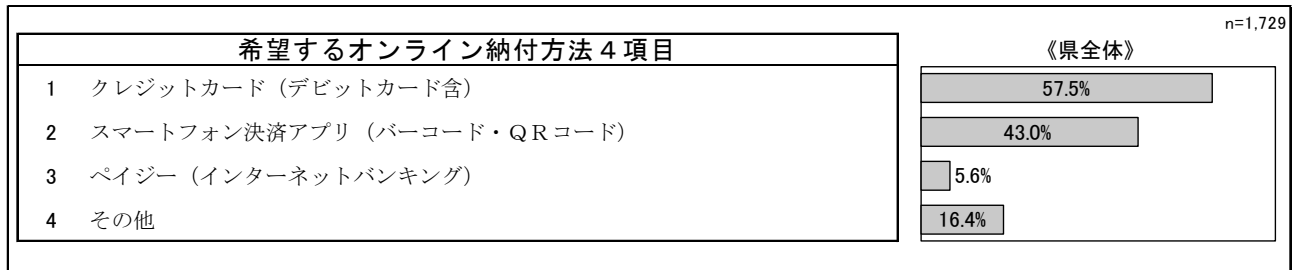 n=1,729
希望するオンライン納付方法４項目
《県全体》
1 クレジットカード（デビットカード含）
57.5%
2 スマートフォン決済アプリ（バーコード・ＱＲコード）
43.0%
3 ペイジー（インターネットバンキング）
5.6%
4 その他
16.4%